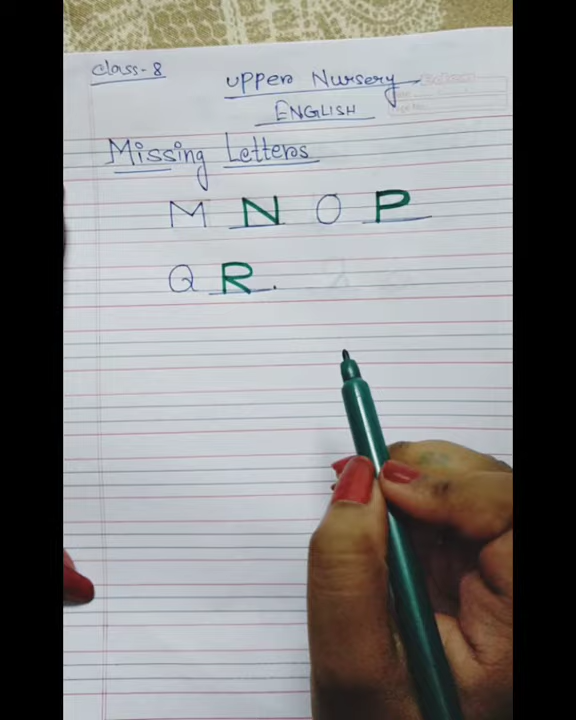 Class-8
Upper Nursery
ENGLISH
Missing Letters
M N O P
Q R.